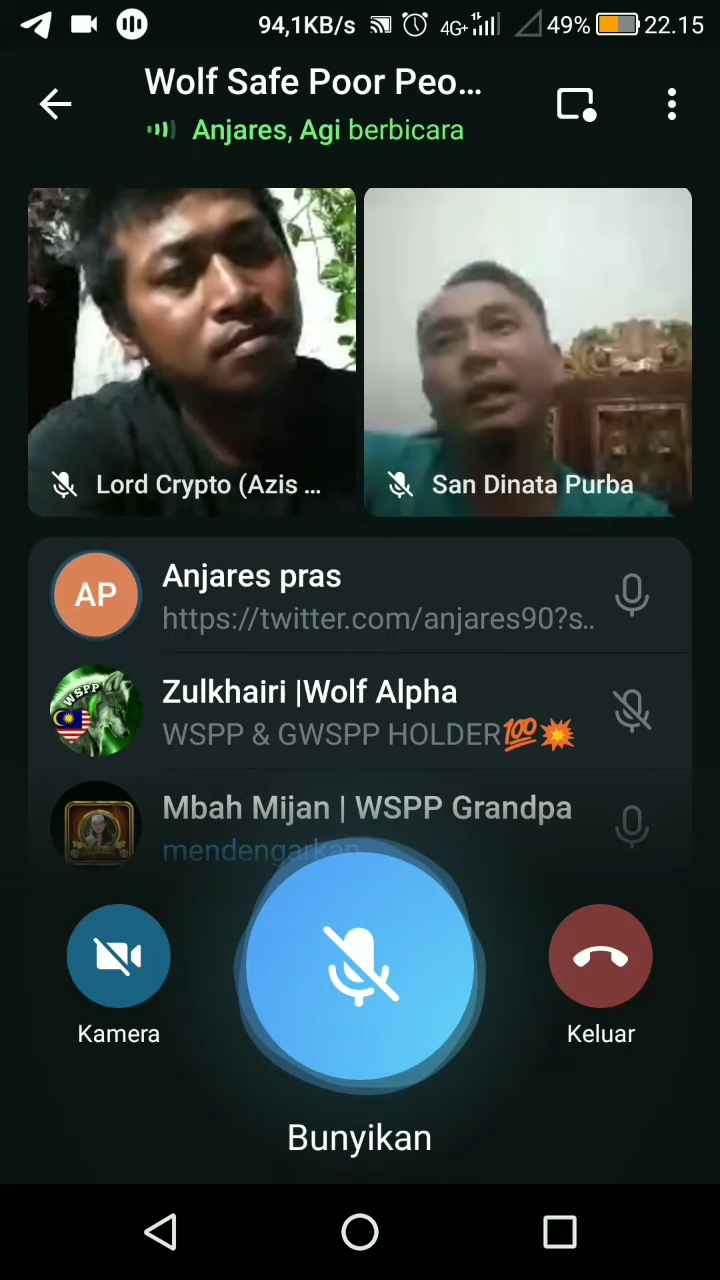 94,1KB/s 4G+ 49% 22.15
Wolf Safe Poor Peo...
Anjares, Agi berbicara
Lord Crypto (Azis ...
San Dinata Purba
AP
Anjares pras
https://twitter.com/anjares90?s..
WSPP
Zulkhairi |Wolf Alpha
WSPP & GWSPP HOLDER💯💥
Mbah Mijan | WSPP Grandpa
mendengarkan
Kamera
Keluar
Bunyikan